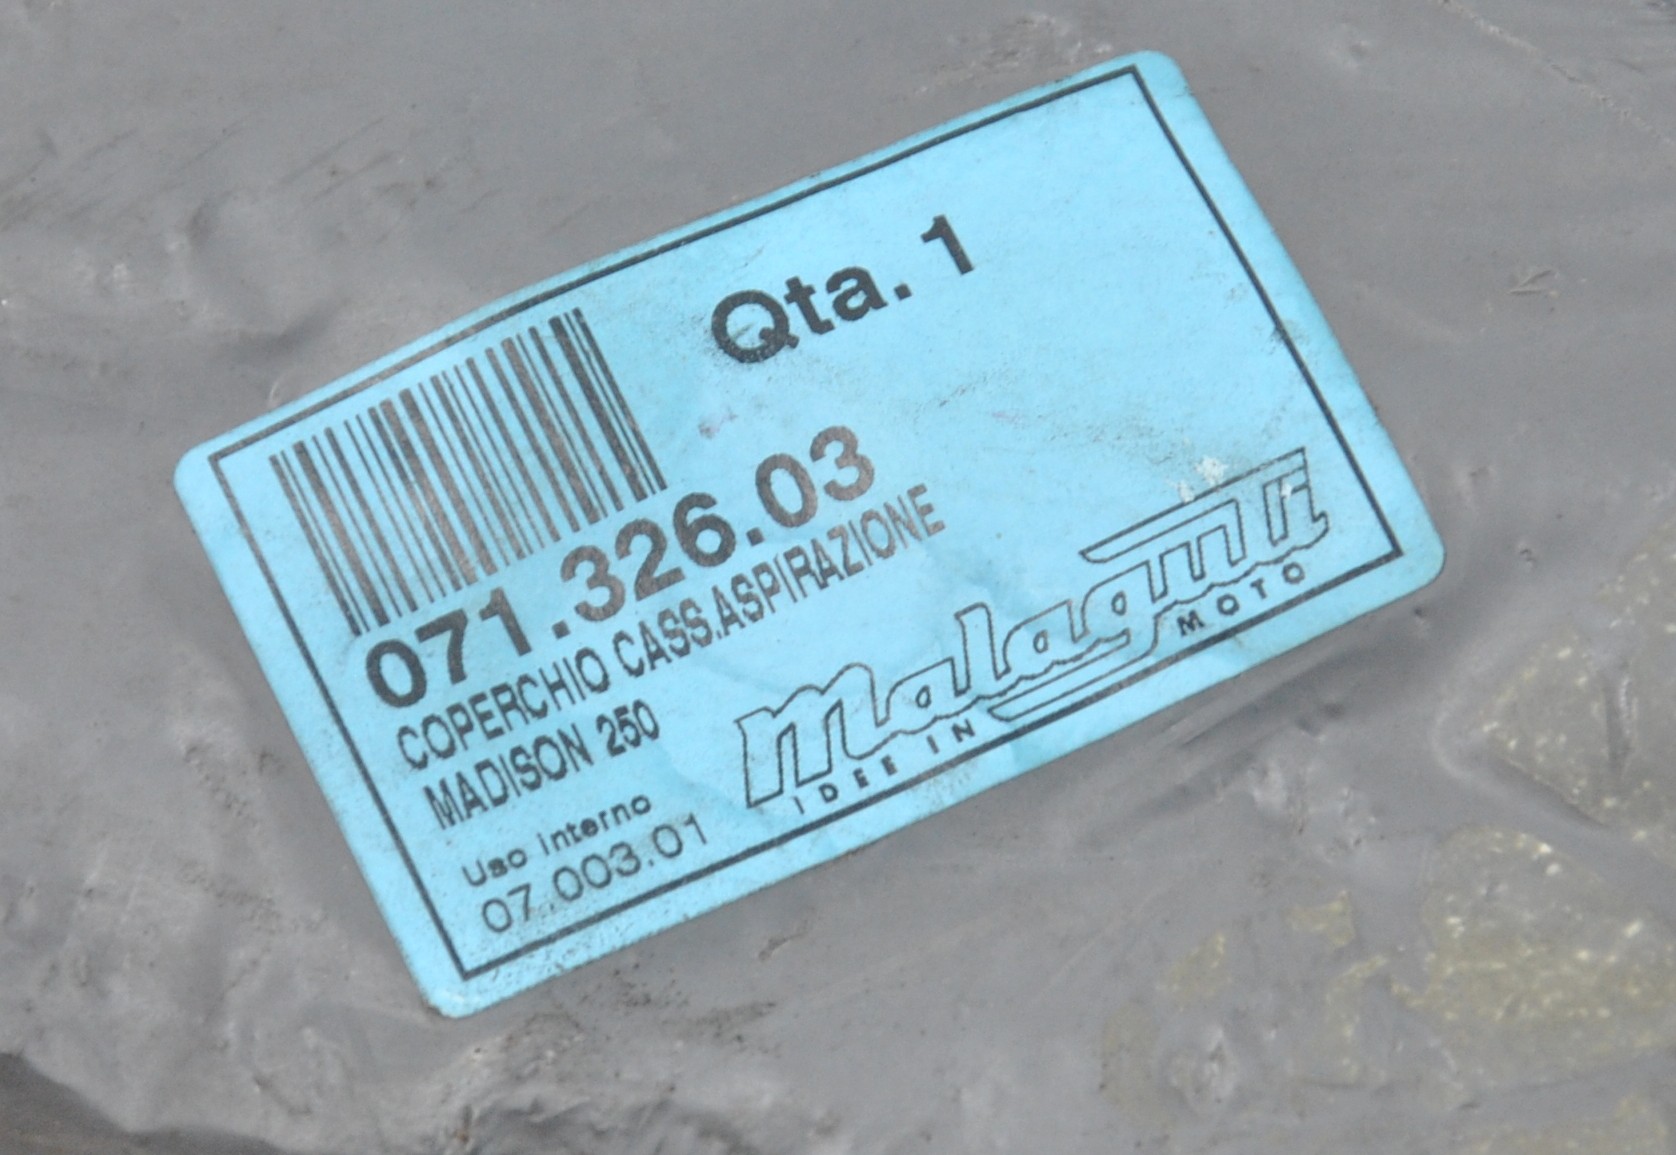 Qta. 1
071.326.03
COPERCHIO CASS.ASPIRAZIONE
MADISON 250
Uso interno
07.003.01
Malaguti
IDEE IN MOTO